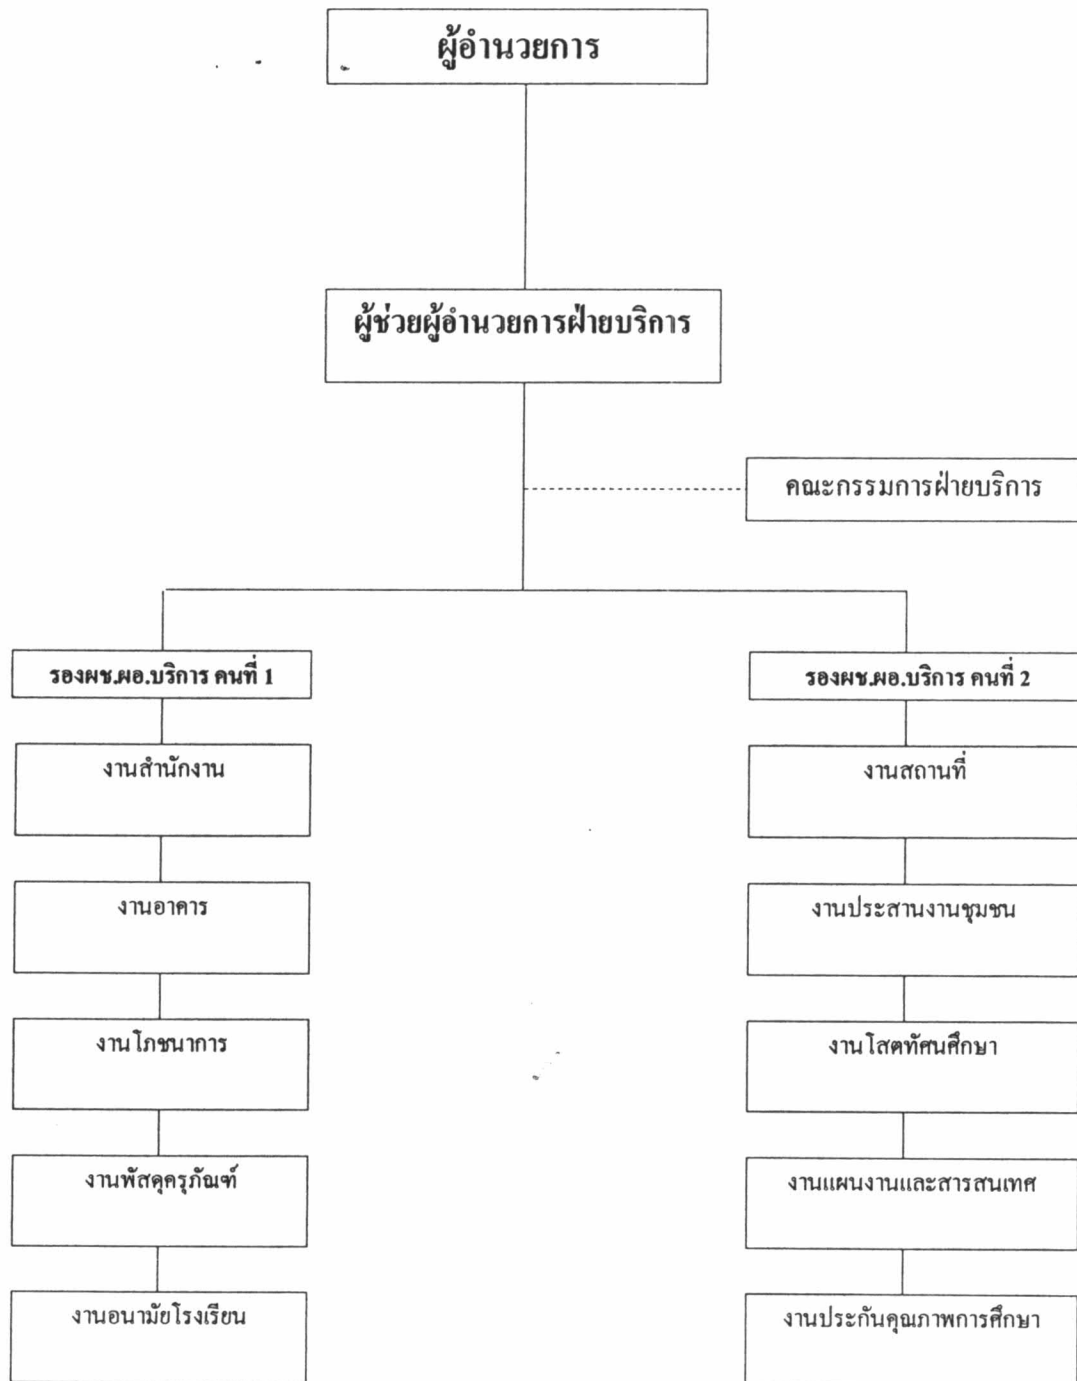 ผู้อำนวยการ
ผู้ช่วยผู้อำนวยการฝ่ายบริการ
คณะกรรมการฝ่ายบริการ
รองผช.ผอ.บริการ คนที่ 1
รองผช.ผอ.บริการ คนที่ 2
งานสำนักงาน
งานสถานที่
งานอาคาร
งานประสานงานชุมชน
งานโภชนาการ
งานโสตทัศนศึกษา
งานพัสดุครุภัณฑ์
งานแผนงานและสารสนเทศ
งานอนามัยโรงเรียน
งานประกันคุณภาพการศึกษา